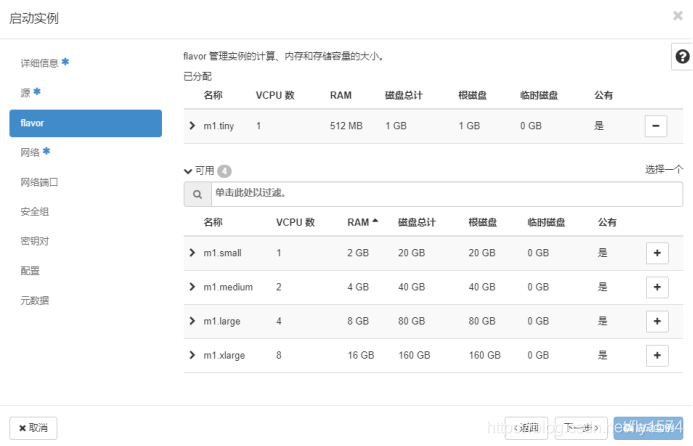 启动实例
详细信息 *
源 *
flavor
网络 *
网络端口
安全组
密钥对
配置
元数据
flavor 管理实例的计算、内存和存储容量的大小。
已分配
名称 VCPU 数 RAM 磁盘总计 根磁盘 临时磁盘 公有
m1.tiny 1 512 MB 1 GB 1 GB 0 GB 是
可用 4 选择一个
单击此处以过滤。
名称 VCPU 数 RAM 磁盘总计 根磁盘 临时磁盘 公有
m1.small 1 2 GB 20 GB 20 GB 0 GB 是
m1.medium 2 4 GB 40 GB 40 GB 0 GB 是
m1.large 4 8 GB 80 GB 80 GB 0 GB 是
m1.xlarge 8 16 GB 160 GB 160 GB 0 GB 是
取消 返回 下一步